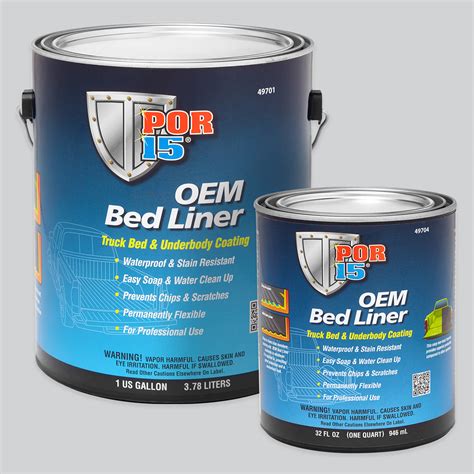 49701
POR
15®
OEM
Bed Liner
Truck Bed & Underbody Coating
• Waterproof & Stain Resistant
• Easy Soap & Water Clean Up
• Prevents Chips & Scratches
• Permanently Flexible
• For Professional Use
WARNING! VAPOR HARMFUL. CAUSES SKIN AND
EYE IRRITATION. HARMFUL IF SWALLOWED.
Read Other Cautions Elsewhere On Label.
1 US GALLON 3.78 LITERS
49704
POR
15®
OEM
Bed Liner
Truck Bed & Underbody Coating
• Waterproof & Stain Resistant
• Easy Soap & Water Clean Up
• Prevents Chips & Scratches
• Permanently Flexible
• For Professional Use
WARNING! VAPOR HARMFUL. CAUSES SKIN AND
EYE IRRITATION. HARMFUL IF SWALLOWED.
Read Other Cautions Elsewhere On Label.
32 FL OZ (ONE QUART) 946 mL